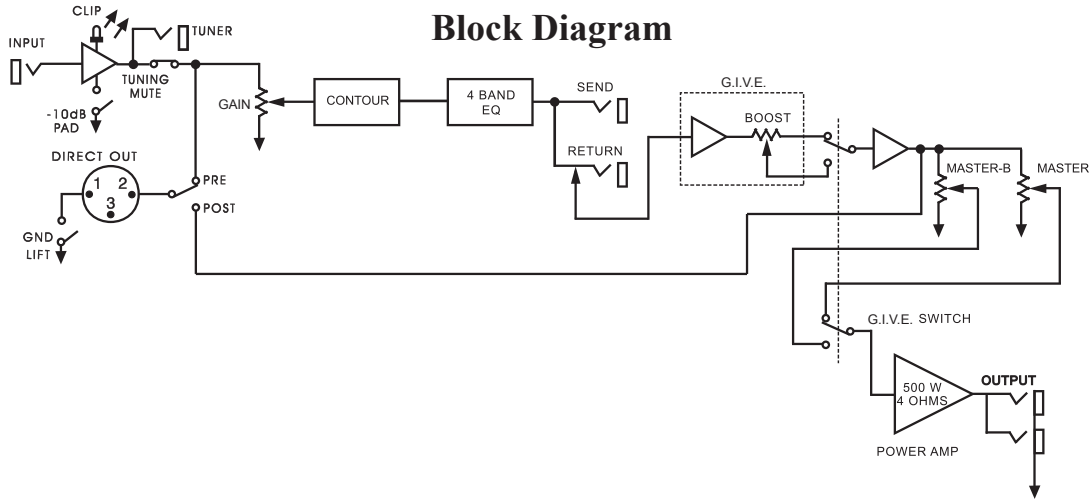 Block Diagram
CLIP
TUNER
INPUT
TUNING
MUTE
-10dB
PAD
GAIN
CONTOUR
4 BAND
EQ
SEND
RETURN
G.I.V.E.
BOOST
DIRECT OUT
1 2
3
PRE
POST
GND
LIFT
MASTER-B
MASTER
G.I.V.E. SWITCH
500 W
4 OHMS
OUTPUT
POWER AMP